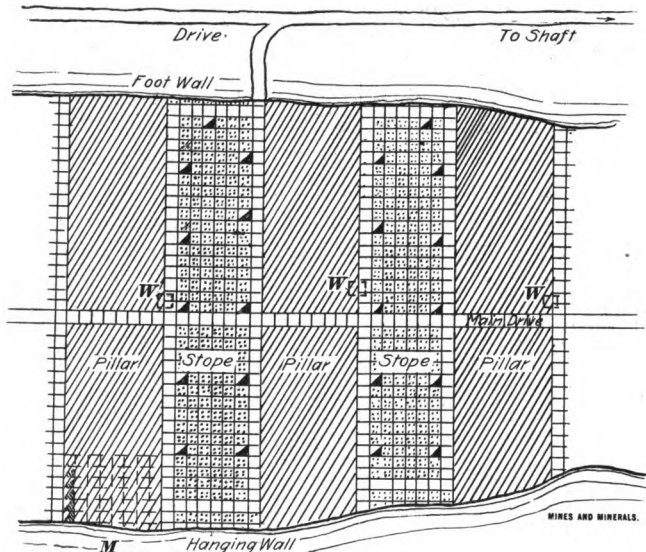 Drive.
To Shaft
Foot Wall
W'
W
W
Main Drive
Pillar
Stope
Pillar
Stope
Pillar
MINES AND MINERALS.
M
Hanging Wall